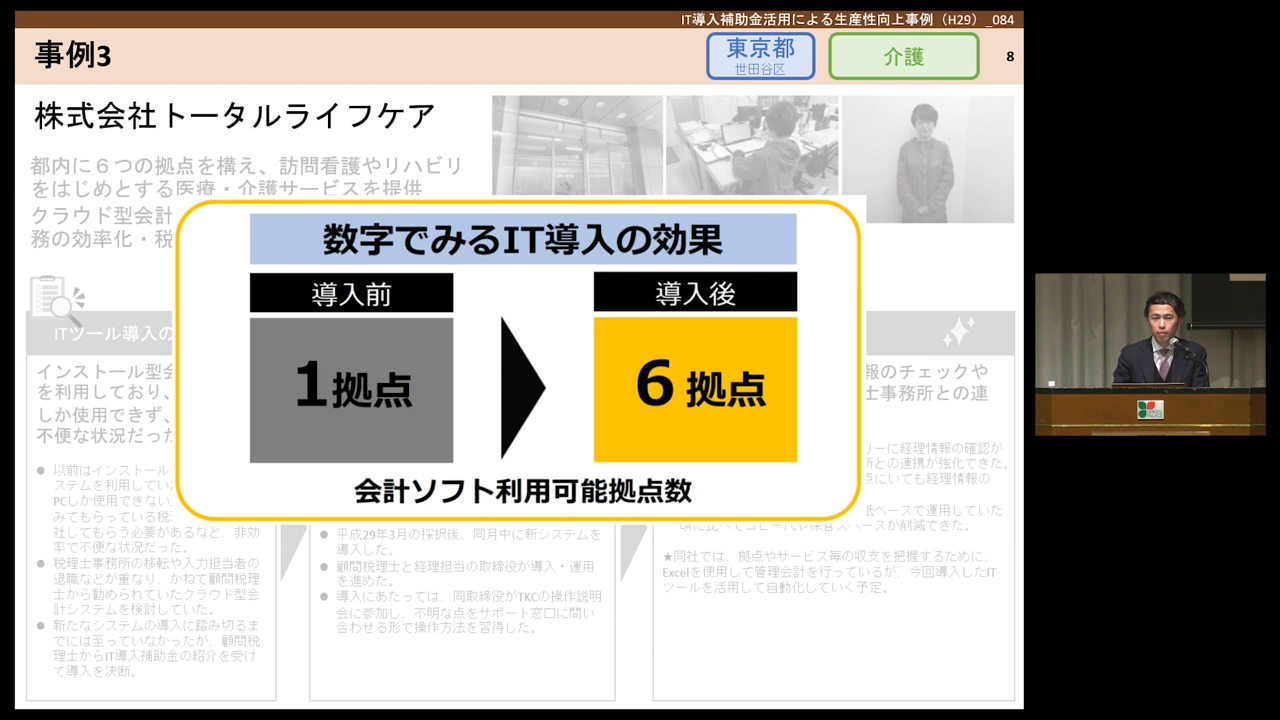 IT導入補助金活用による生産性向上事例（H29）_084
事例3
東京都
世田谷区
介護
8
株式会社トータルライフケア
都内に６つの拠点を構え、訪問看護やリハビリ
をはじめとする医療・介護サービスを提供
クラウド型会計
務の効率化・税
数字でみるIT導入の効果
導入前
導入後
1拠点
6拠点
会計ソフト利用可能拠点数
ITツール導入の
インストール型会
を利用しており、
しか使用できず、
不便な状況だった
● 以前はインストール
ステムを利用してい
PCしか使用できない
みてもらっている税
社してもらう必要があるなど、非効
率で不便な状況だった。
● 税理士事務所の移転や入力担当者の
退職などが重なり、かねて顧問税理
士から勧められていたクラウド型会
計システムを検討していた。
● 新たなシステムの導入に踏み切るま
でには至っていなかったが、顧問税
理士からIT導入補助金の紹介を受け
て導入を決断。
● 平成29年3月の採択後、同月中に新システムを
導入した。
● 顧問税理士と経理担当の取締役が導入・運用
を進めた。
● 導入にあたっては、同取締役がTKCの操作説明
会に参加し、不明な点をサポート窓口に問い
合わせる形で操作方法を習得した。
報のチェックや
士事務所との連
リーに経理情報の確認が
所との連携が強化できた。
点にいても経理情報の
紙ベースで運用していた
頃に比べてコピー代や保管スペースが削減できた。
★同社では、拠点やサービス毎の収支を把握するために、
Excelを使用して管理会計を行っているが、今回導入したIT
ツールを活用して自動化していく予定。